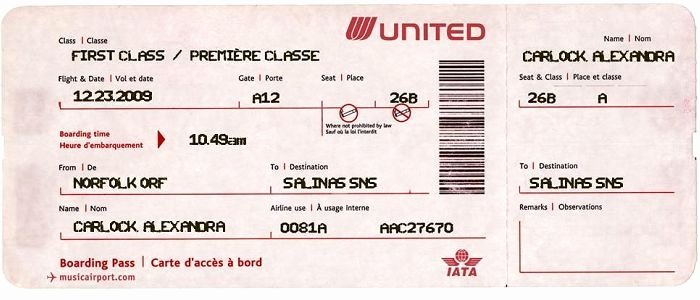 UNITED
Class | Classe
FIRST CLASS / PREMIÈRE CLASSE
Flight & Date | Vol et date
Gate | Porte
Seat | Place
12.23.2009
A12
26B
Where not prohibited by law
Sauf où la loi l'interdit
Boarding time
Heure d'embarquement
10.49am
From | De
To | Destination
NORFOLK ORF
SALINAS SNS
Name | Nom
Airline use | À usage interne
CARLOCK. ALEXANDRA
0081A
AAC27670
Boarding Pass | Carte d'accès à bord
musicairport.com
IATA
Name | Nom
CARLOCK. ALEXANDRA
Seat & Class | Place et classe
26B A
To | Destination
SALINAS SNS
Remarks | Observations